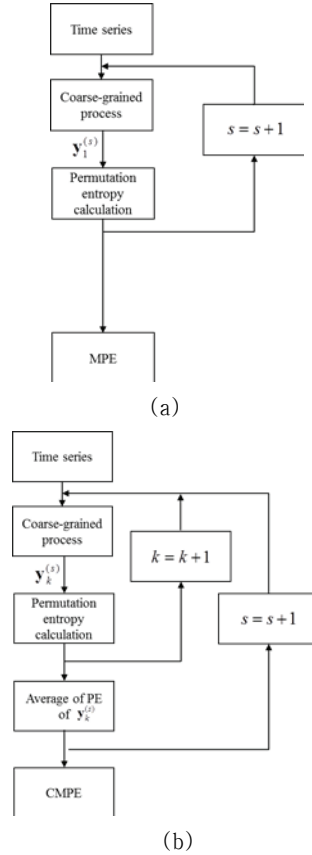 Time series
Coarse-grained
process
s = s + 1
y₁⁽ˢ⁾
Permutation
entropy
calculation
MPE
(a)
Time series
Coarse-grained
process
k = k + 1
yₖ⁽ˢ⁾
Permutation
entropy
calculation
s = s + 1
Average of PE
of yₖ⁽ˢ⁾
CMPE
(b)